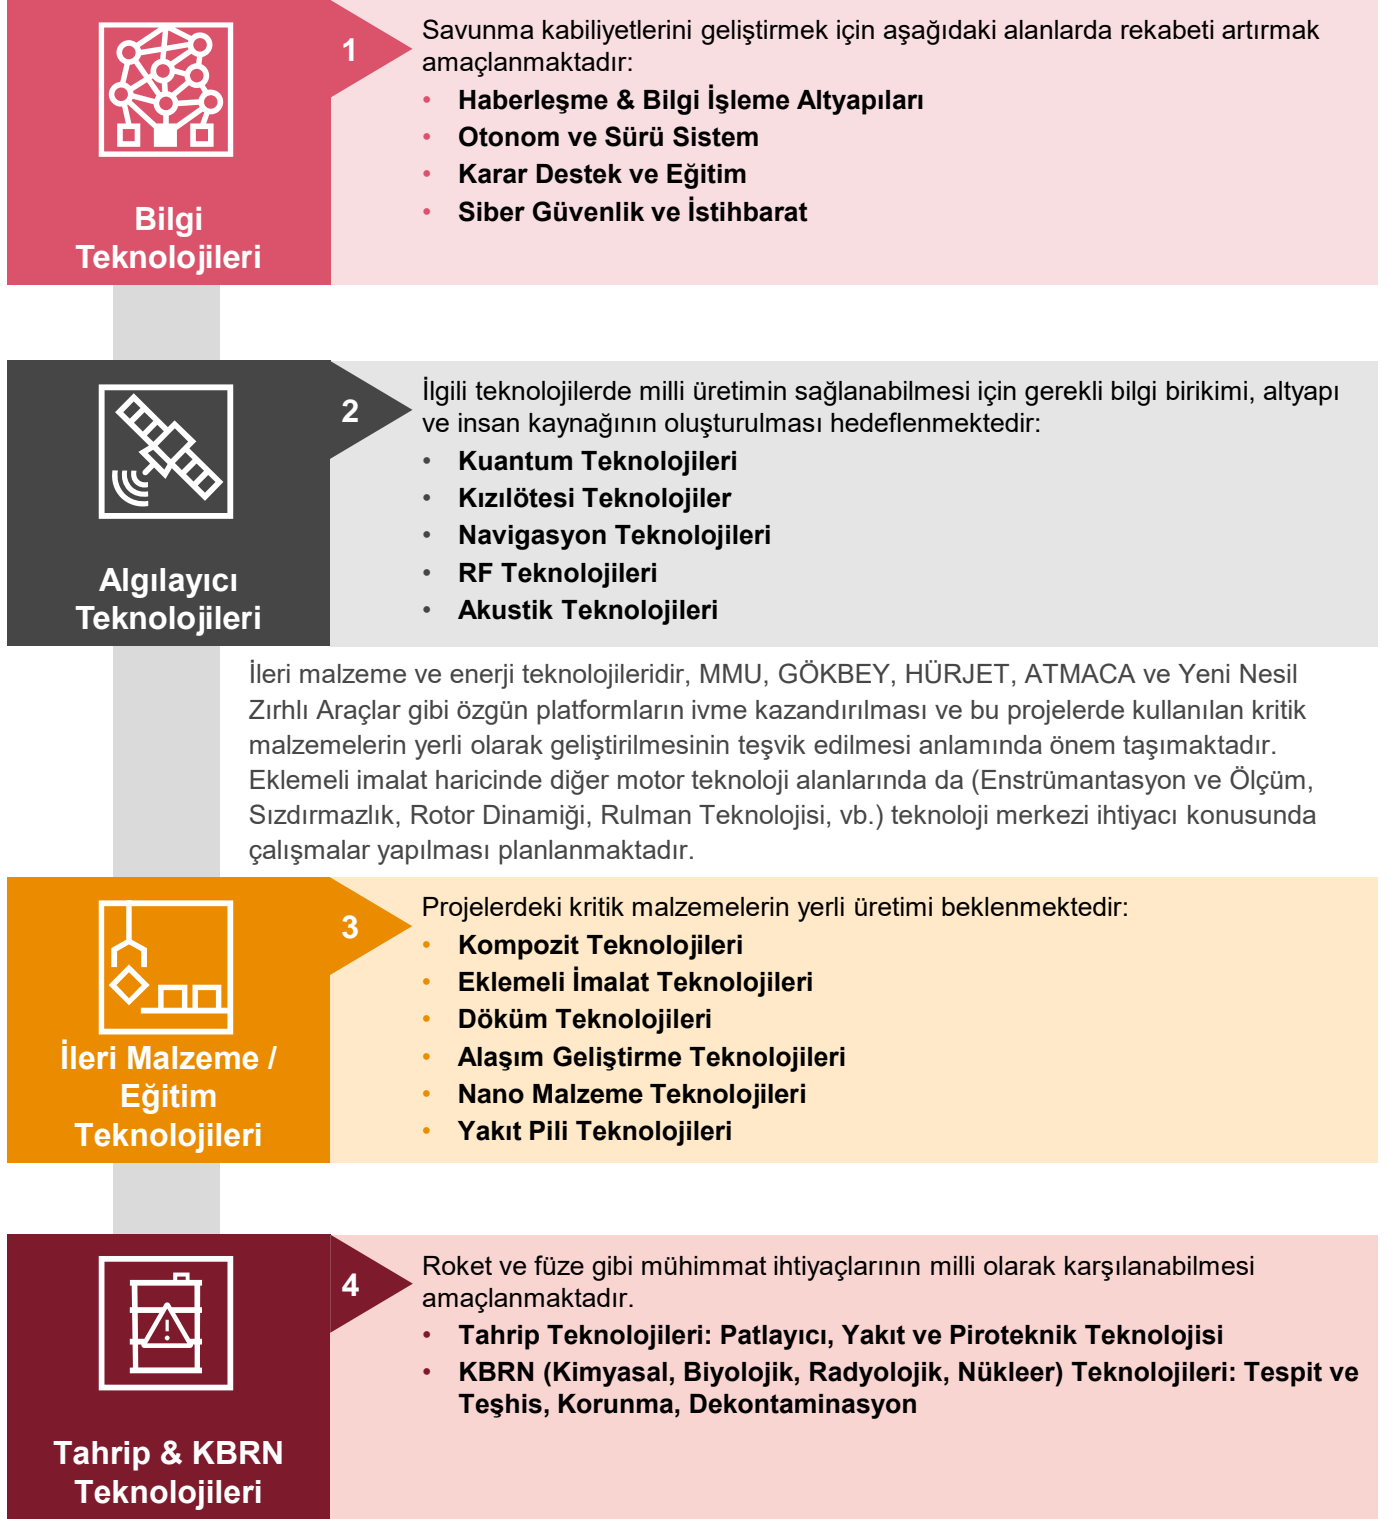 1
Savunma kabiliyetlerini geliştirmek için aşağıdaki alanlarda rekabeti artırmak
amaçlanmaktadır:
• Haberleşme & Bilgi İşleme Altyapıları
• Otonom ve Sürü Sistem
• Karar Destek ve Eğitim
• Siber Güvenlik ve İstihbarat
Bilgi
Teknolojileri
2
İlgili teknolojilerde milli üretimin sağlanabilmesi için gerekli bilgi birikimi, altyapı
ve insan kaynağının oluşturulması hedeflenmektedir:
• Kuantum Teknolojileri
• Kızılötesi Teknolojiler
• Navigasyon Teknolojileri
• RF Teknolojileri
• Akustik Teknolojileri
Algılayıcı
Teknolojileri
İleri malzeme ve enerji teknolojileridir, MMU, GÖKBEY, HÜRJET, ATMACA ve Yeni Nesil
Zırhlı Araçlar gibi özgün platformların ivme kazandırılması ve bu projelerde kullanılan kritik
malzemelerin yerli olarak geliştirilmesinin teşvik edilmesi anlamında önem taşımaktadır.
Eklemeli imalat haricinde diğer motor teknoloji alanlarında da (Enstrümantasyon ve Ölçüm,
Sızdırmazlık, Rotor Dinamiği, Rulman Teknolojisi, vb.) teknoloji merkezi ihtiyacı konusunda
çalışmalar yapılması planlanmaktadır.
3
Projelerdeki kritik malzemelerin yerli üretimi beklenmektedir:
• Kompozit Teknolojileri
• Eklemeli İmalat Teknolojileri
• Döküm Teknolojileri
• Alaşım Geliştirme Teknolojileri
• Nano Malzeme Teknolojileri
• Yakıt Pili Teknolojileri
İleri Malzeme /
Eğitim
Teknolojileri
4
Roket ve füze gibi mühimmat ihtiyaçlarının milli olarak karşılanabilmesi
amaçlanmaktadır.
• Tahrip Teknolojileri: Patlayıcı, Yakıt ve Piroteknik Teknolojisi
• KBRN (Kimyasal, Biyolojik, Radyolojik, Nükleer) Teknolojileri: Tespit ve
Teşhis, Korunma, Dekontaminasyon
Tahrip & KBRN
Teknolojileri